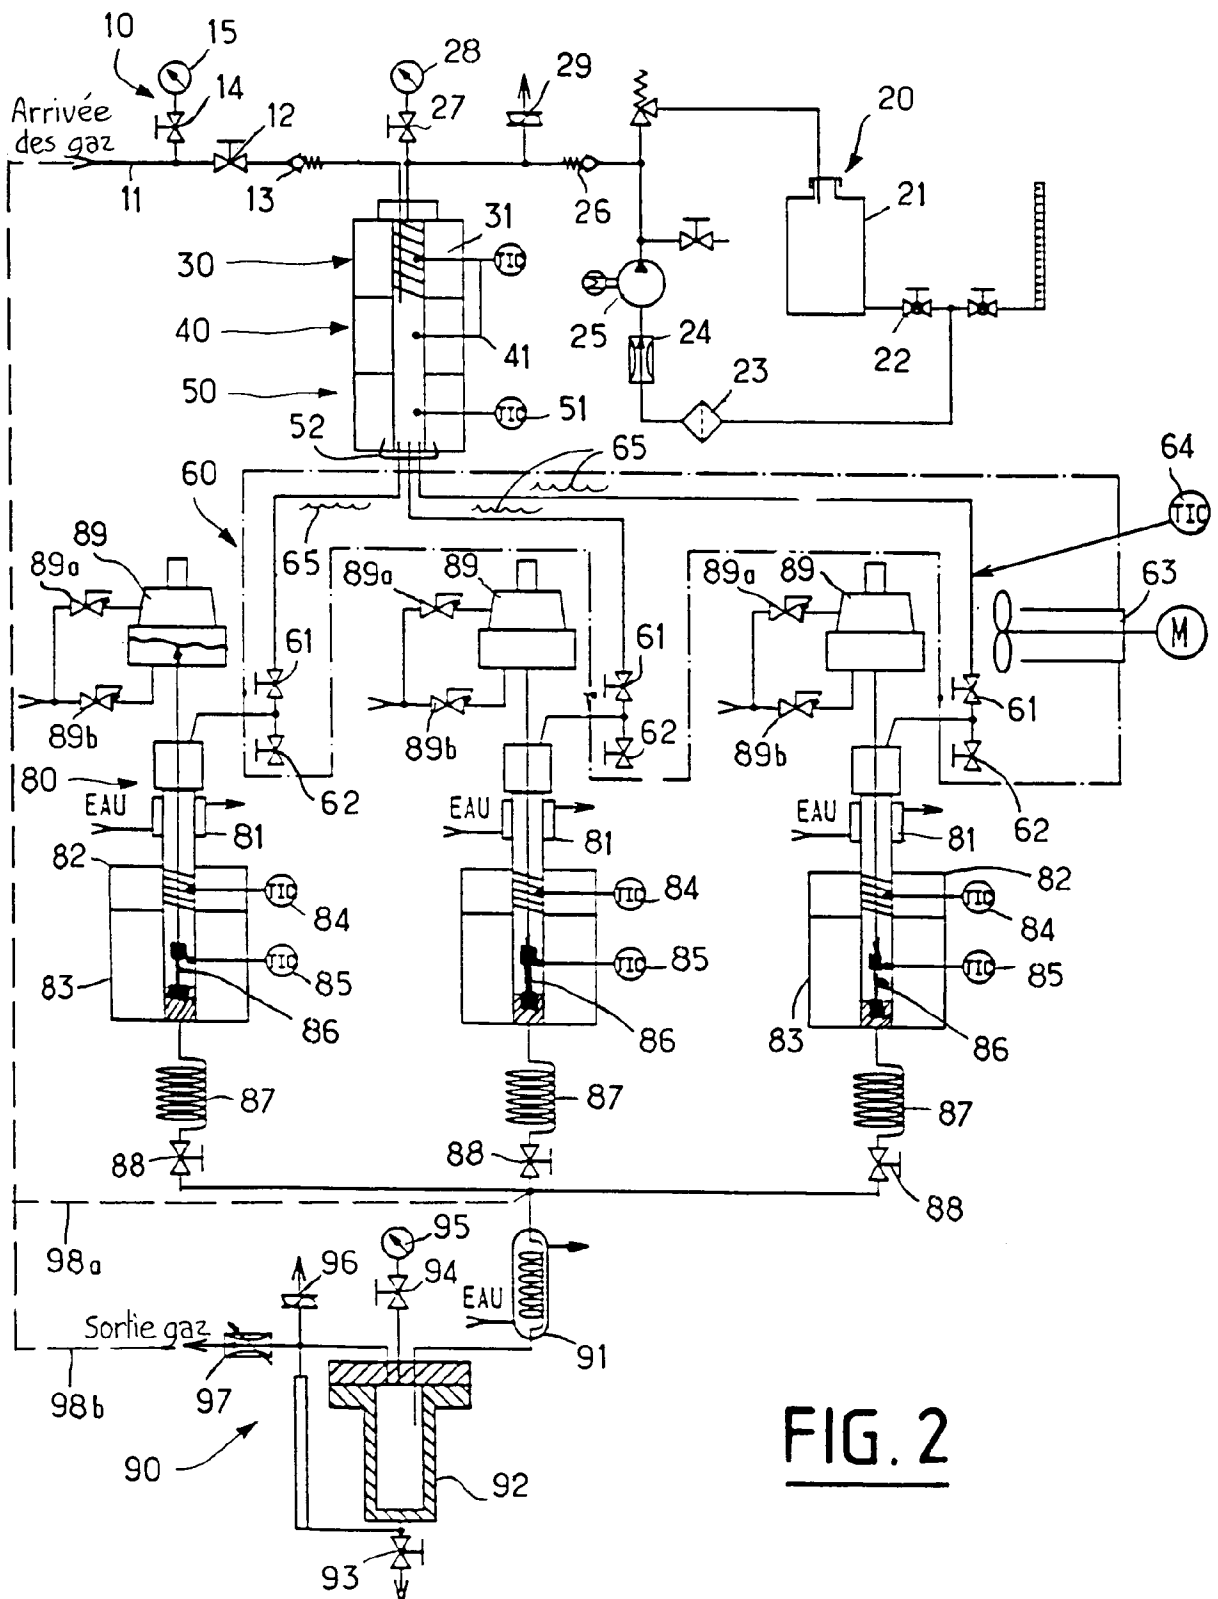 10
15
28
29
14
27
20
Arrivée
des gaz
12
11
13
26
21
31
30
TIC
25
24
22
40
41
23
50
TIC
51
52
65
64
60
TIC
65
89
89a
89
89a
89
89a
63
M
61
61
61
89b
89b
62
89b
80
62
62
EAU
81
EAU
81
EAU
81
82
82
TIC
84
TIC
84
TIC
84
TIC
85
TIC
85
TIC
85
83
86
86
83
86
87
87
87
88
88
88
98a
95
96
94
EAU
Sortie gaz
91
97
98b
90
92
93
FIG. 2